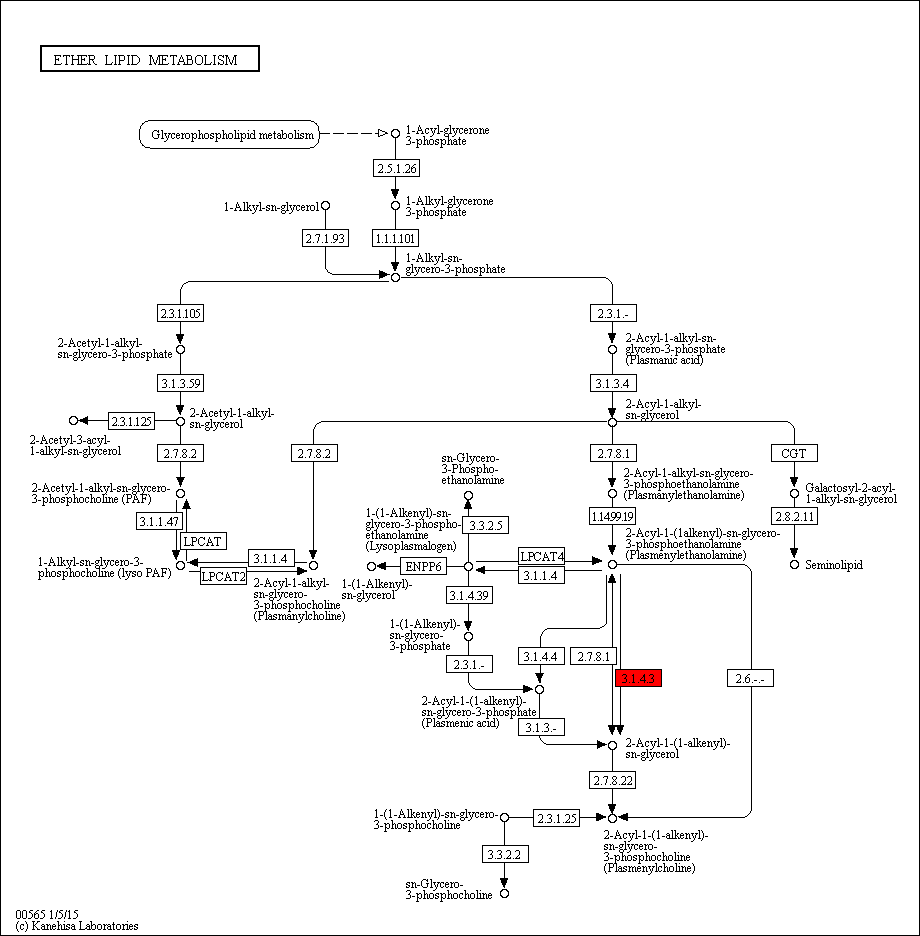 ETHER LIPID METABOLISM
Glycerophospholipid metabolism
1-Acyl-glycerone
3-phosphate
2.5.1.26
1-Alkyl-sn-glycerol
1-Alkyl-glycerone
3-phosphate
2.7.1.93
1.1.1.101
1-Alkyl-sn-
glycero-3-phosphate
2.3.1.105
2.3.1.-
2-Acetyl-1-alkyl-
sn-glycero-3-phosphate
2-Acyl-1-alkyl-sn-
glycero-3-phosphate
(Plasmanic acid)
3.1.3.59
3.1.3.4
2-Acetyl-1-alkyl-
sn-glycerol
2-Acyl-1-alkyl-
sn-glycerol
2.3.1.125
2-Acetyl-3-acyl-
1-alkyl-sn-glycerol
2.7.8.2
2.7.8.2
2.7.8.1
CGT
sn-Glycero-
3-Phospho-
ethanolamine
2-Acetyl-1-alkyl-sn-glycero-
3-phosphocholine (PAF)
2-Acyl-1-alkyl-sn-glycero-
3-phosphoethanolamine
(Plasmanylethanolamine)
Galactosyl-2-acyl-
1-alkyl-sn-glycerol
3.1.1.47
LPCAT
1-(1-Alkenyl)-sn-
glycero-3-phospho-
ethanolamine
(Lysoplasmalogen)
3.3.2.5
1.14.99.19
2.8.2.11
2-Acyl-1-(1alkenyl)-sn-glycero-
3-phosphoethanolamine
(Plasmenylethanolamine)
1-Alkyl-sn-glycero-3-
phosphocholine (lyso PAF)
3.1.1.4
LPCAT2
2-Acyl-1-alkyl-
sn-glycero-
3-phosphocholine
(Plasmanylcholine)
ENPP6
1-(1-Alkenyl)-
sn-glycerol
LPCAT4
3.1.1.4
Seminolipid
3.1.4.39
1-(1-Alkenyl)-
sn-glycero-
3-phosphate
2.3.1.-
3.1.4.4
2.7.8.1
3.1.4.3
2.6.-.-
2-Acyl-1-(1-alkenyl)-
sn-glycero-3-phosphate
(Plasmenic acid)
3.1.3.-
2-Acyl-1-(1-alkenyl)-
sn-glycerol
2.7.8.22
1-(1-Alkenyl)-sn-glycero-
3-phosphocholine
2.3.1.25
2-Acyl-1-(1-alkenyl)-
sn-glycero-
3-phosphocholine
(Plasmenylcholine)
3.3.2.2
sn-Glycero-
3-phosphocholine
00565 1/5/15
(c) Kanehisa Laboratories